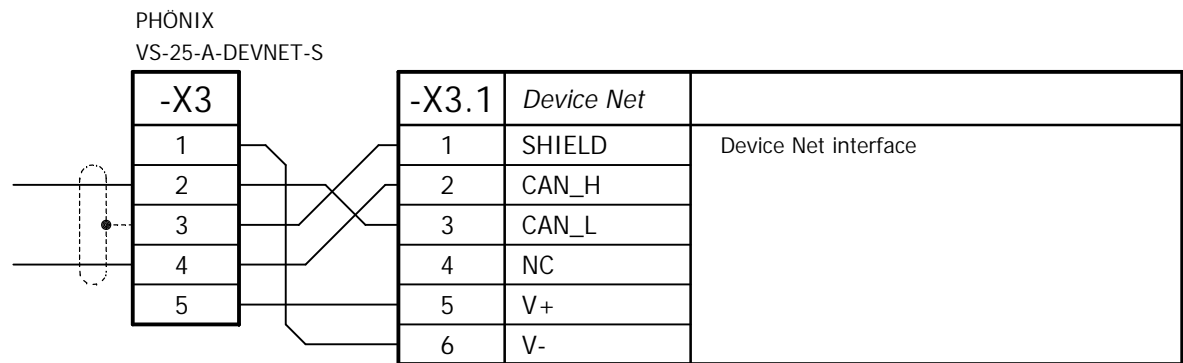 PHÖNIX
VS-25-A-DEVNET-S
-X3
1
2
3
4
5
-X3.1 Device Net
1 SHIELD Device Net interface
2 CAN_H
3 CAN_L
4 NC
5 V+
6 V-